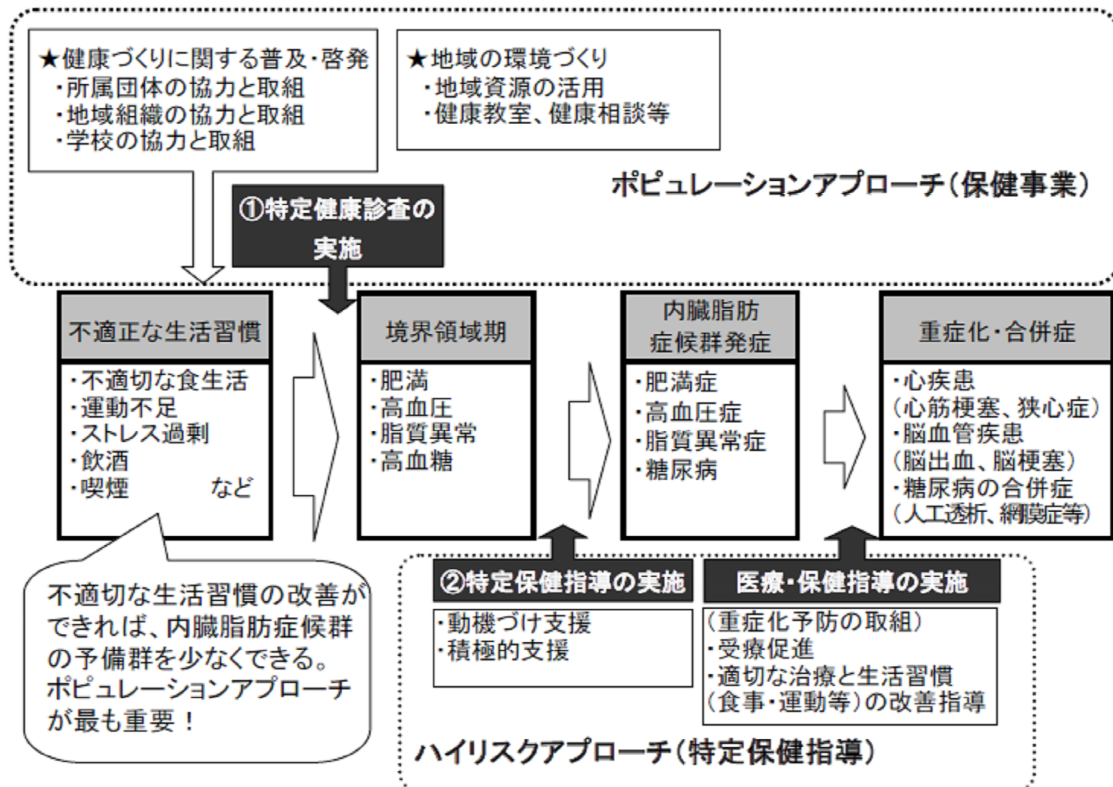 ★健康づくりに関する普及・啓発
・所属団体の協力と取組
・地域組織の協力と取組
・学校の協力と取組
★地域の環境づくり
・地域資源の活用
・健康教室、健康相談等
ポピュレーションアプローチ(保健事業)
①特定健康診査の
実施
不適正な生活習慣
・不適切な食生活
・運動不足
・ストレス過剰
・飲酒
・喫煙 など
境界領域期
・肥満
・高血圧
・脂質異常
・高血糖
内臓脂肪
症候群発症
・肥満症
・高血圧症
・脂質異常症
・糖尿病
重症化・合併症
・心疾患
(心筋梗塞、狭心症)
・脳血管疾患
(脳出血、脳梗塞)
・糖尿病の合併症
(人工透析、網膜症等)
不適切な生活習慣の改善が
できれば、内臓脂肪症候群
の予備群を少なくできる。
ポピュレーションアプローチ
が最も重要！
②特定保健指導の実施
・動機づけ支援
・積極的支援
医療・保健指導の実施
(重症化予防の取組)
・受療促進
・適切な治療と生活習慣
(食事・運動等)の改善指導
ハイリスクアプローチ(特定保健指導)